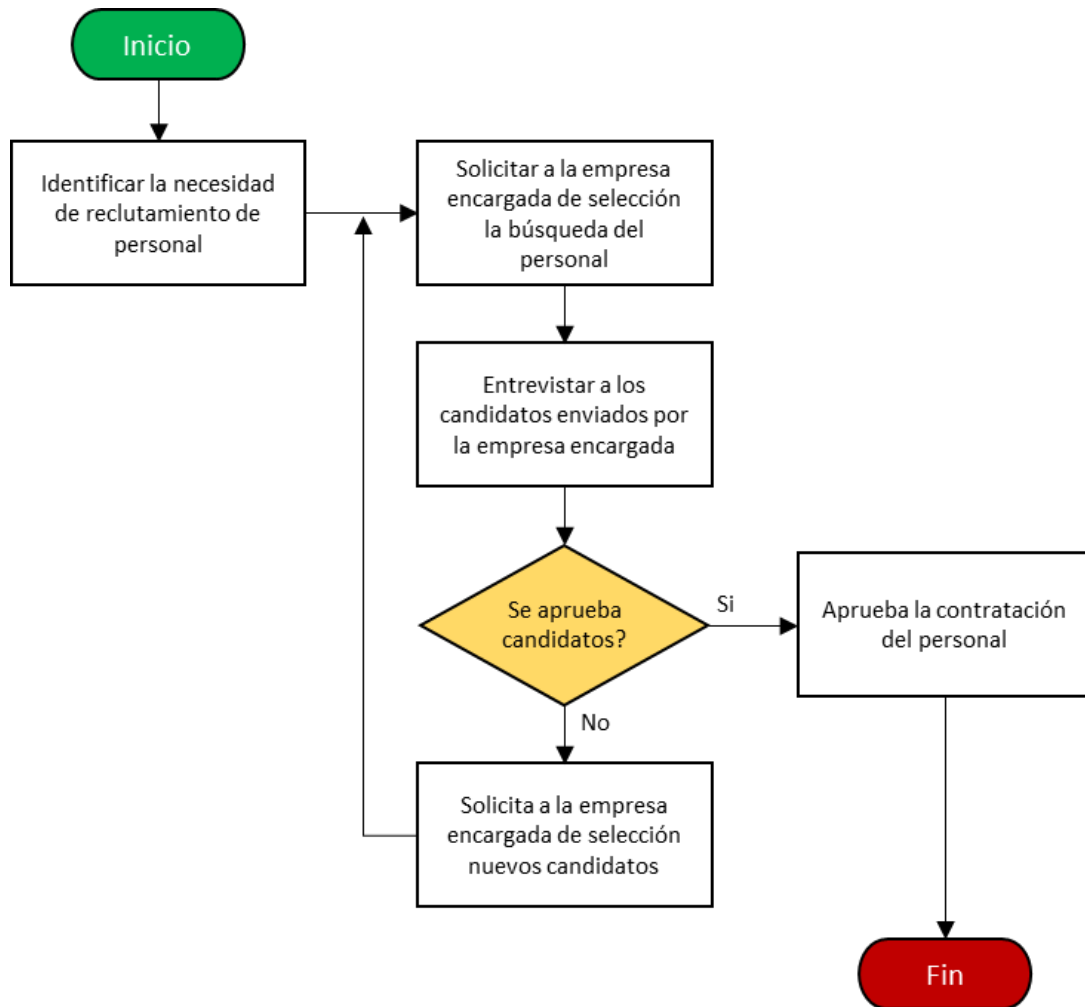 Inicio
Identificar la necesidad
de reclutamiento de
personal
Solicitar a la empresa
encargada de selección
la búsqueda del
personal
Entrevistar a los
candidatos enviados por
la empresa encargada
Se aprueba
candidatos?
Si
Aprueba la contratación
del personal
No
Solicita a la empresa
encargada de selección
nuevos candidatos
Fin